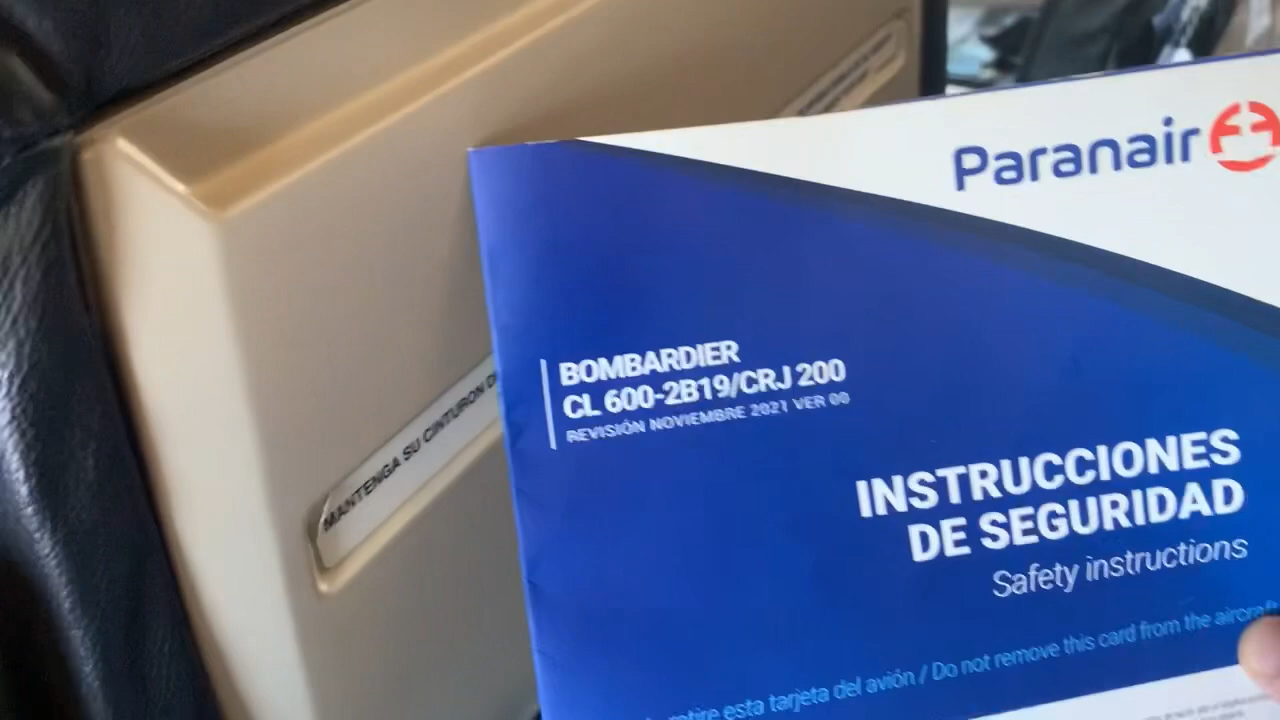 Paranair
BOMBARDIER
CL 600-2B19/CRJ 200
REVISIÓN NOVIEMBRE 2021 VER 00
MANTENGA SU CINTURON
INSTRUCCIONES
DE SEGURIDAD
Safety instructions
retire esta tarjeta del avión / Do not remove this card from the aircraft